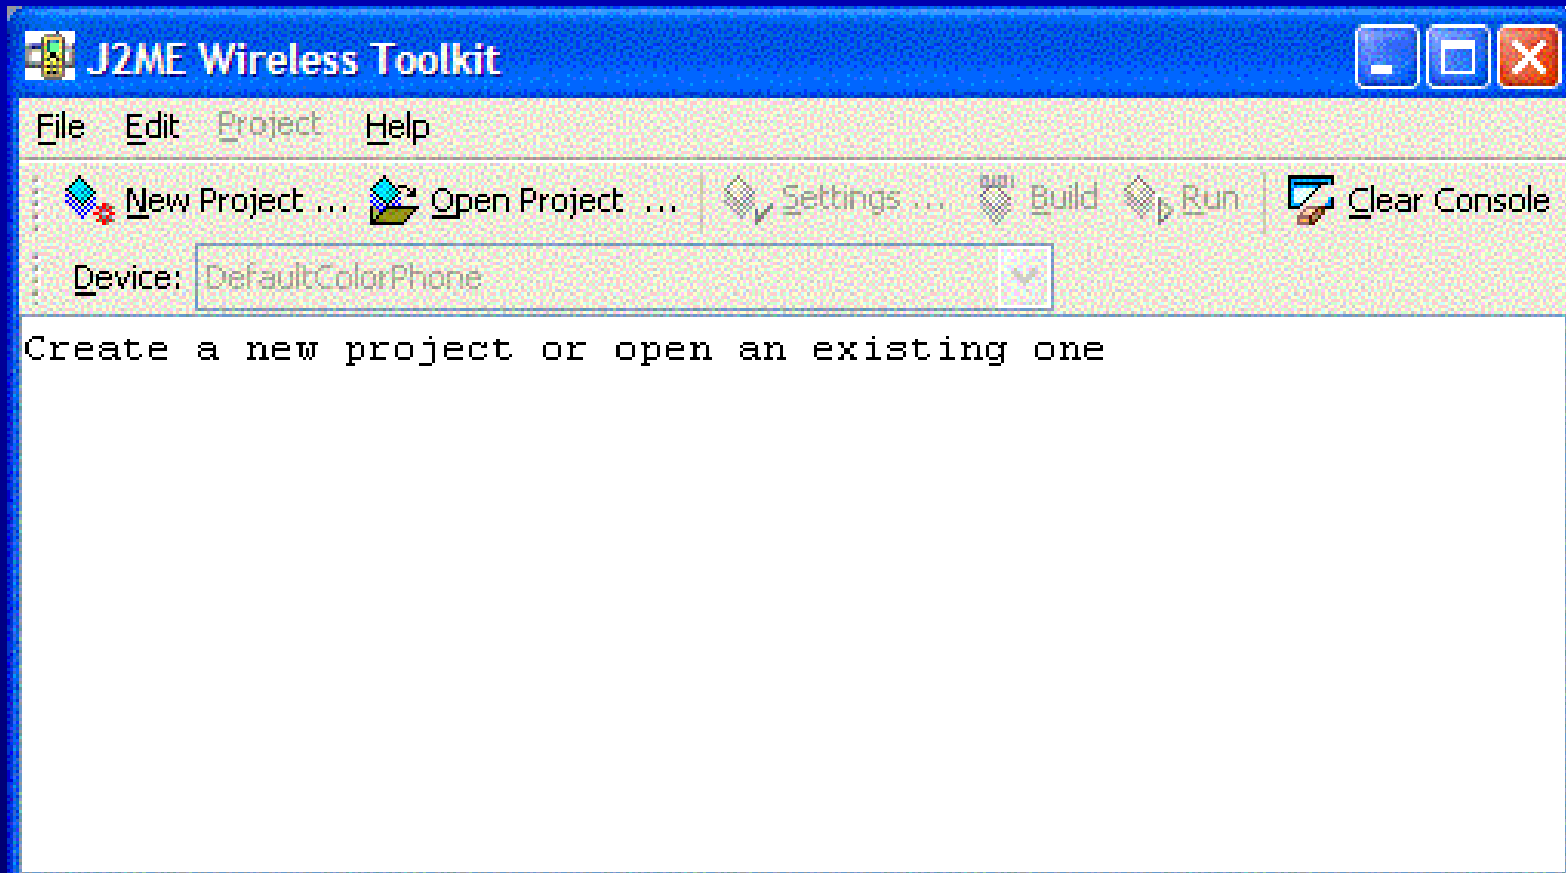 J2ME Wireless Toolkit
File Edit Project Help
New Project ... Open Project ... Settings ... Build Run Clear Console
Device: DefaultColorPhone
Create a new project or open an existing one